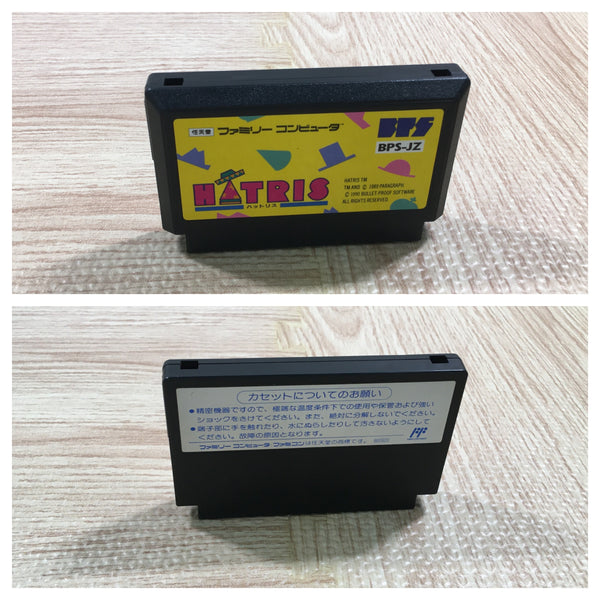 任天堂 ファミリー コンピュータ™
BPS
BPS-JZ
HATRIS
ハットリス
HATRIS TM
TM AND © 1989 PARAGRAPH
© 1990 BULLET-PROOF SOFTWARE
ALL RIGHTS RESERVED
カセットについてのお願い
●精密機器ですので、極端な温度条件下での使用や保管および強い
ショックをさけてください。また、絶対に分解しないでください。
●端子部に手を触れたり、水にぬらしたりして汚さないようにして
ください。故障の原因となります。
ファミリー コンピュータ ファミコンは任天堂の商標です。
FF